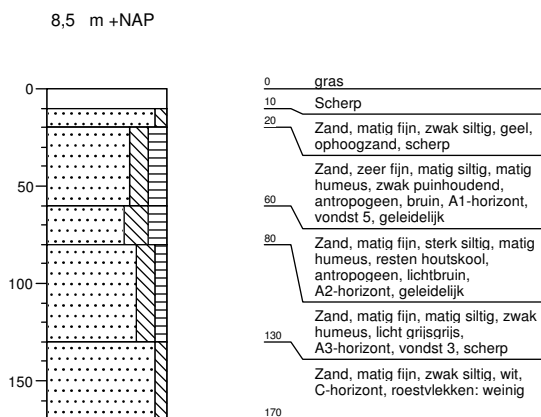 8,5 m +NAP
0
50
100
150
0 gras
10 Scherp
20
Zand, matig fijn, zwak siltig, geel,
ophoogzand, scherp
Zand, zeer fijn, matig siltig, matig
humeus, zwak puinhoudend,
antropogeen, bruin, A1-horizont,
60
vondst 5, geleidelijk
80
Zand, matig fijn, sterk siltig, matig
humeus, resten houtskool,
antropogeen, lichtbruin,
A2-horizont, geleidelijk
Zand, matig fijn, matig siltig, zwak
130
humeus, licht grijsgrijs,
A3-horizont, vondst 3, scherp
Zand, matig fijn, zwak siltig, wit,
C-horizont, roestvlekken: weinig
170